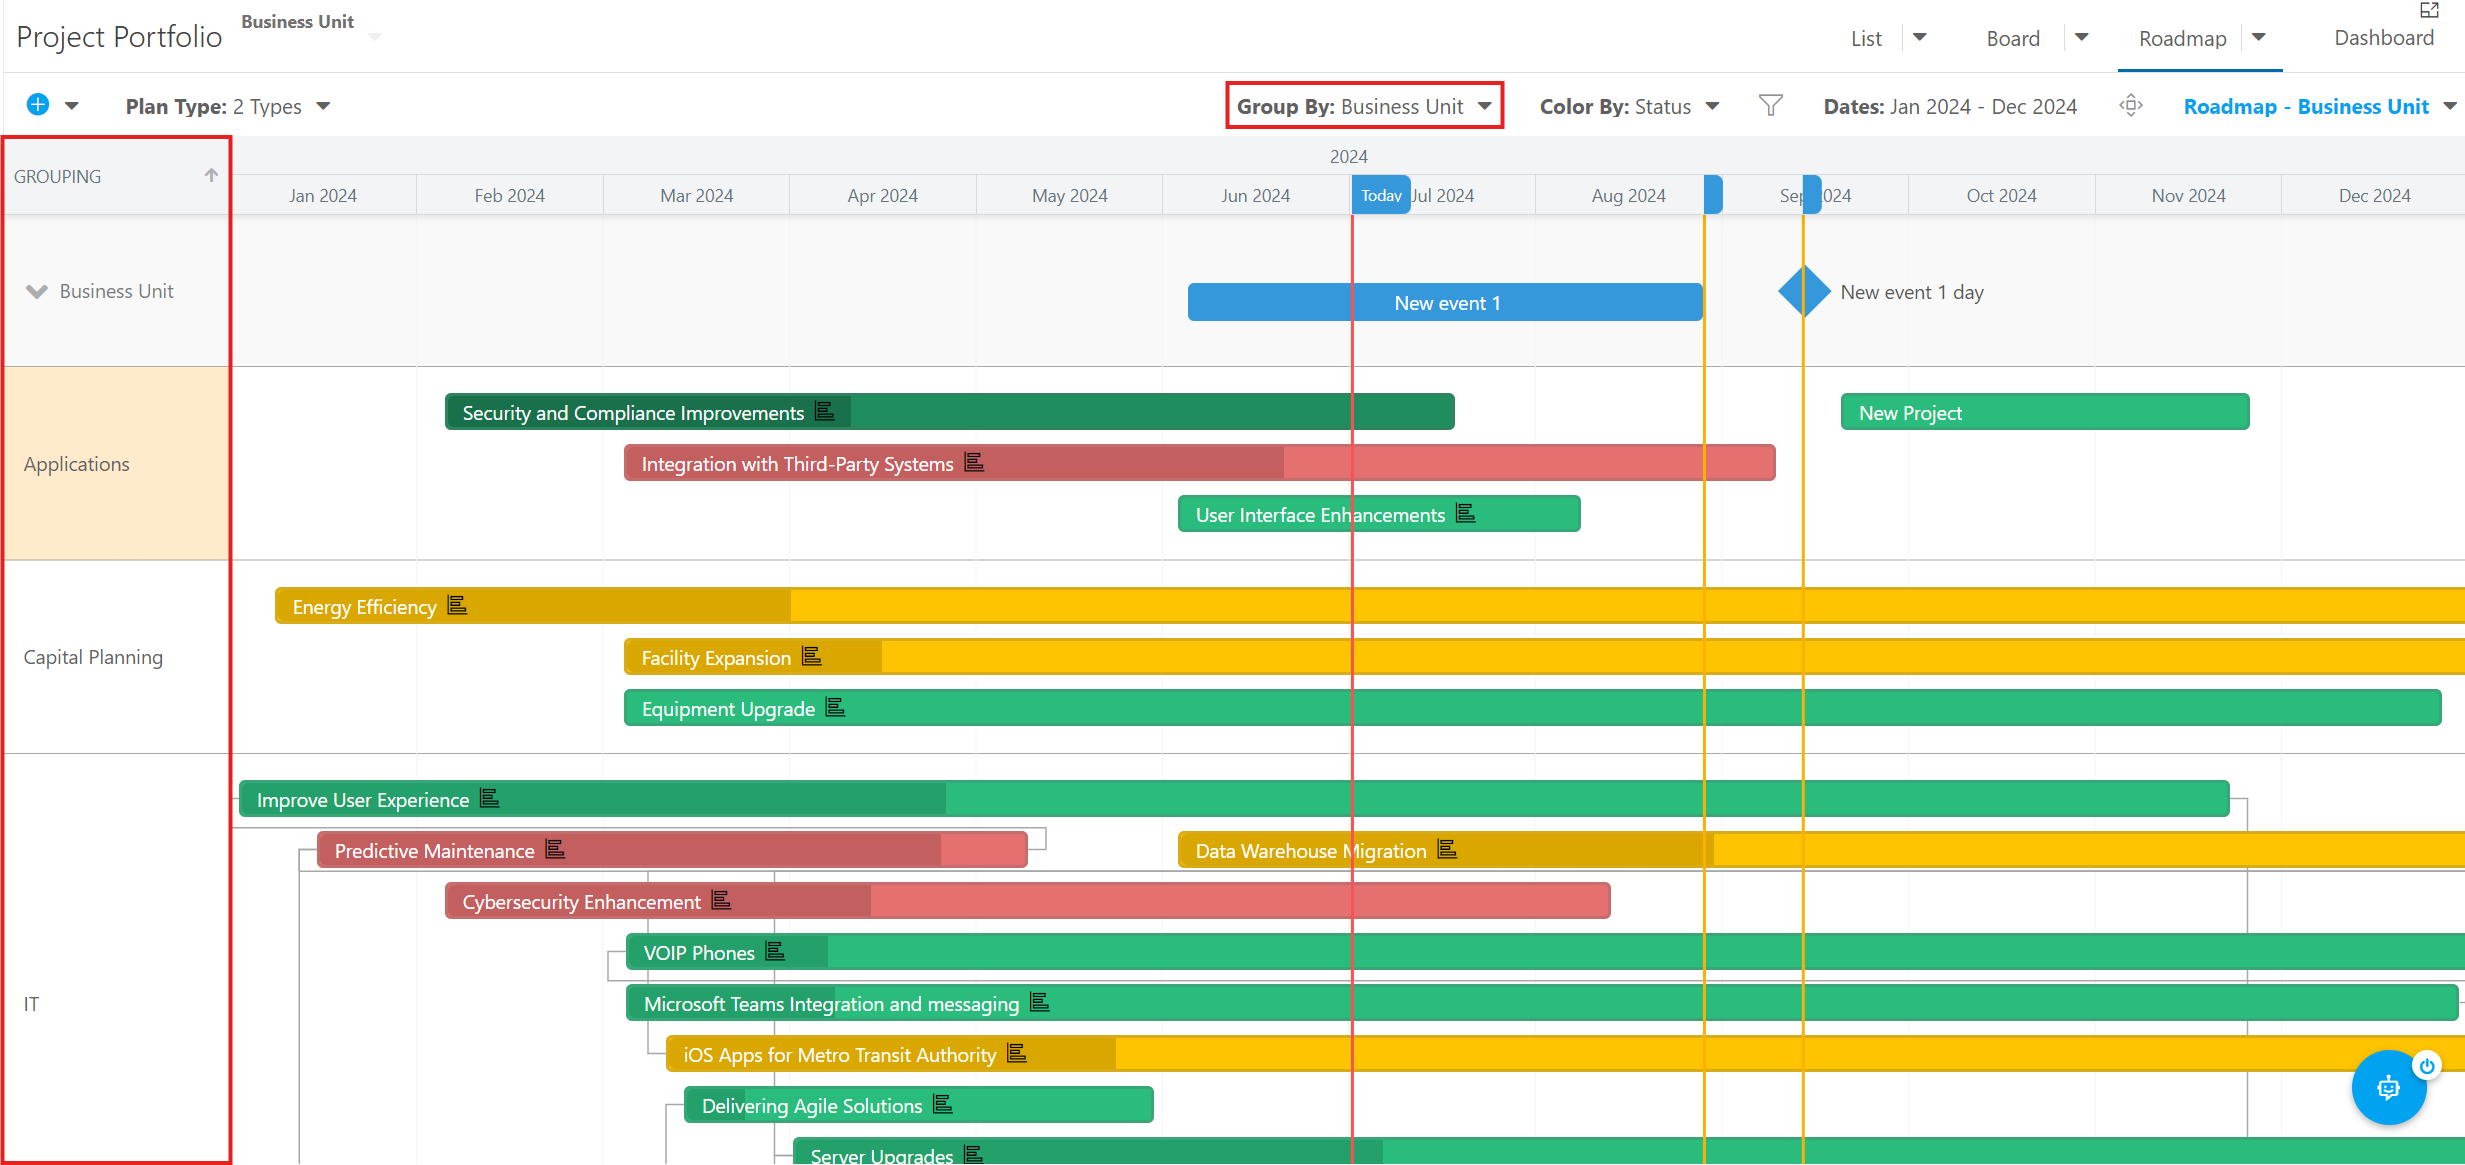 Project Portfolio
Business Unit
List
Board
Roadmap
Dashboard
Plan Type: 2 Types
Group By: Business Unit
Color By: Status
Dates: Jan 2024 - Dec 2024
Roadmap - Business Unit
GROUPING
2024
Jan 2024
Feb 2024
Mar 2024
Apr 2024
May 2024
Jun 2024
Today
Jul 2024
Aug 2024
Sep 2024
Oct 2024
Nov 2024
Dec 2024
Business Unit
New event 1
New event 1 day
Applications
Security and Compliance Improvements
New Project
Integration with Third-Party Systems
User Interface Enhancements
Capital Planning
Energy Efficiency
Facility Expansion
Equipment Upgrade
IT
Improve User Experience
Predictive Maintenance
Data Warehouse Migration
Cybersecurity Enhancement
VOIP Phones
Microsoft Teams Integration and messaging
iOS Apps for Metro Transit Authority
Delivering Agile Solutions
Server Upgrades